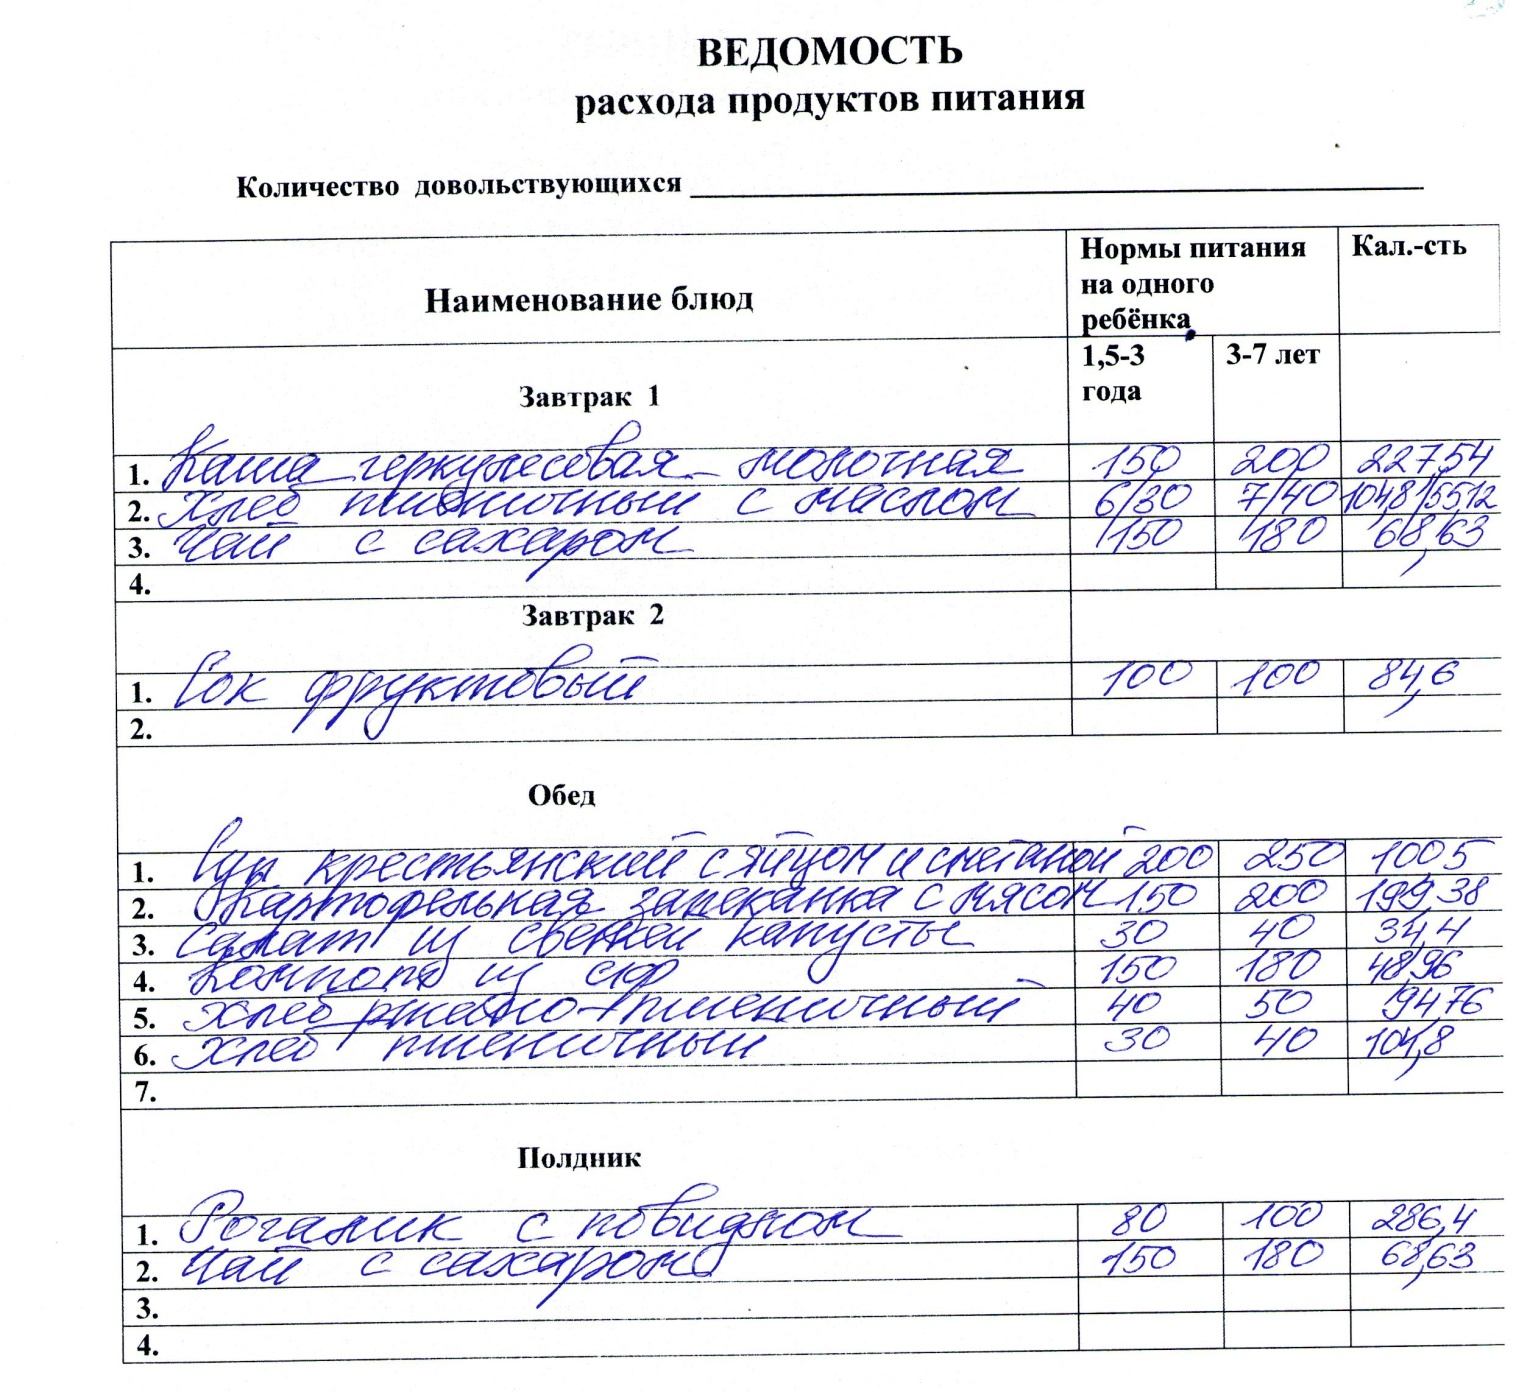 ВЕДОМОСТЬ
расхода продуктов питания
Количество довольствующихся
Наименование блюд
Нормы питания на одного ребёнка
Кал.-сть
Завтрак 1
1,5-3 года
3-7 лет
1. Каша геркулесовая молочная 150 200 227,54
2. Хлеб пшеничный с маслом 6/30 7/40 104,8/55,12
3. Чай с сахаром 150 180 68,63
4.
Завтрак 2
1. Сок фруктовый 100 100 84,6
2.
Обед
1. Суп крестьянский с яйцом и сметаной 200 250 100,5
2. Картофельная запеканка с мясом 150 200 199,38
3. Салат из свежей капусты 30 40 34,4
4. Компот из с/ф 150 180 48,96
5. Хлеб ржано-пшеничный 40 50 94,76
6. Хлеб пшеничный 30 40 104,8
7.
Полдник
1. Рогалик с повидлом 80 100 286,4
2. Чай с сахаром 150 180 68,63
3.
4.